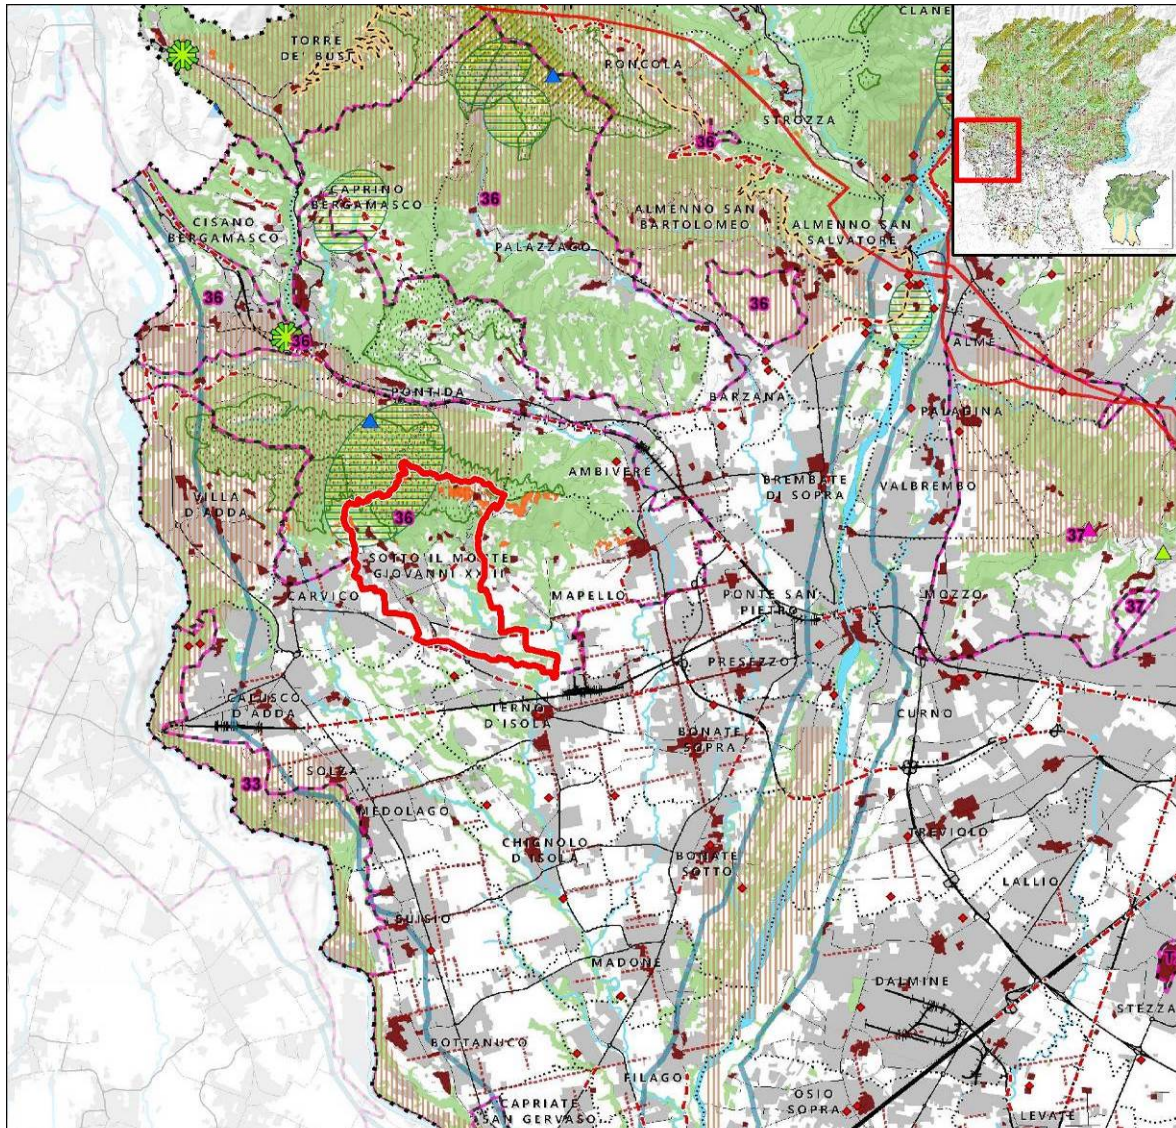 CLANE
TORRE
DE' BUSI
RONCOLA
STROZZA
36
36
CAPRINO
BERGAMASCO
CISANO
BERGAMASCO
ALMENNO SAN
BARTOLOMEO
ALMENNO SAN
SALVATORE
PALAZZAGO
36
36
36
ALMÈ
PONTIDA
BARZANA
PALADINA
AMBIVERE
BREMBATE
DI SOPRA
VALBREMBO
VILLA
D'ADDA
36
37
SOTTO IL MONTE
GIOVANNI XXIII
CARVICO
MAPELLO
PONTE SAN
PIETRO
MOZZO
37
PRESEZZO
CALUSCO
D'ADDA
TERNO
D'ISOLA
CURNO
BONATE
SOPRA
33
SOLZA
MEDOLAGO
TREVIOLO
CHIGNOLO
D'ISOLA
BONATE
SOTTO
LALLIO
SUISIO
MADONE
DALMINE
STEZZA
BOTTANUCO
FILAGO
CAPRIATE
SAN GERVASO
OSIO
SOPRA
LEVATE